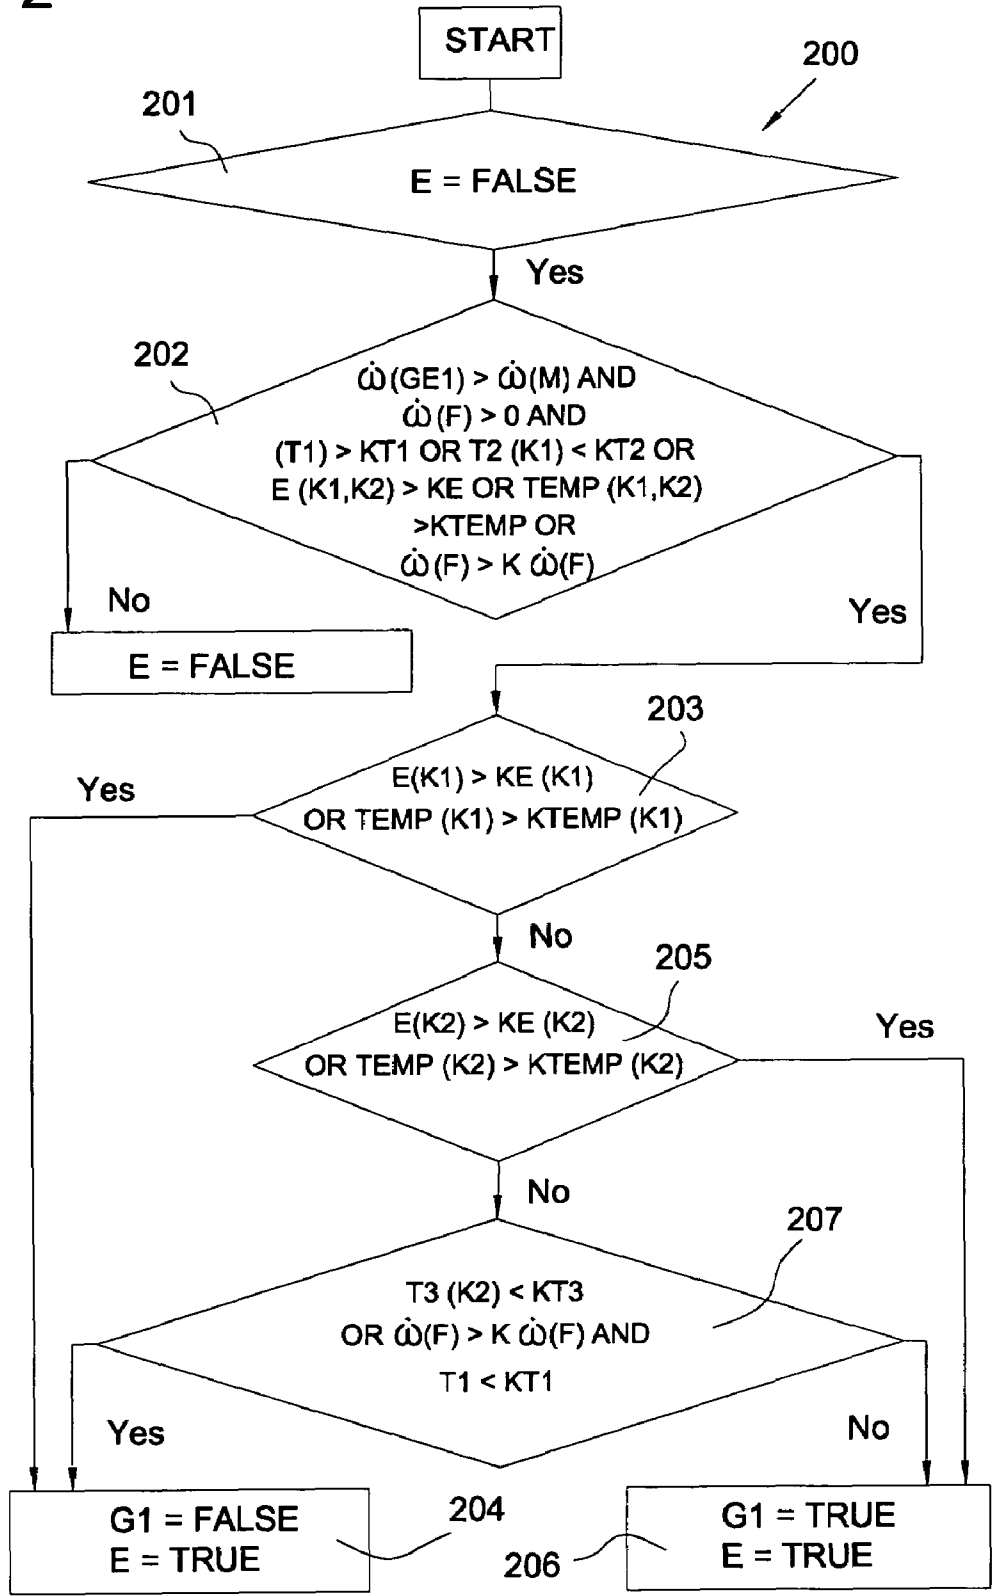 START
200
201
E = FALSE
Yes
202
ώ(GE1) > ώ(M) AND
ώ(F) > 0 AND
(T1) > KT1 OR T2 (K1) < KT2 OR
E (K1,K2) > KE OR TEMP (K1,K2)
>KTEMP OR
ώ(F) > K ώ(F)
No
Yes
E = FALSE
203
Yes
E(K1) > KE (K1)
OR TEMP (K1) > KTEMP (K1)
No
205
E(K2) > KE (K2)
Yes
OR TEMP (K2) > KTEMP (K2)
No
207
T3 (K2) < KT3
OR ώ(F) > K ώ(F) AND
T1 < KT1
Yes
No
G1 = FALSE
E = TRUE
204
G1 = TRUE
E = TRUE
206